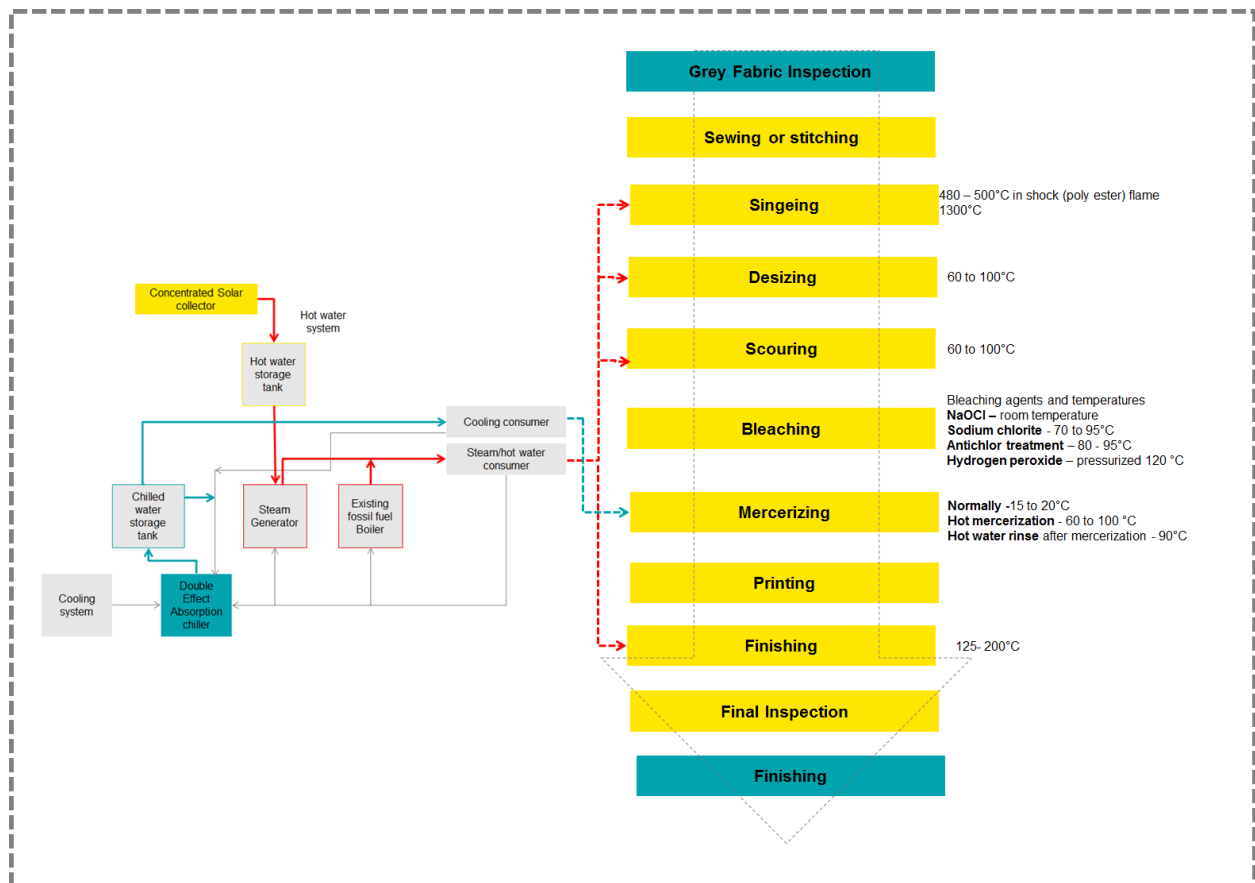 Grey Fabric Inspection
Sewing or stitching
Singeing
480 – 500°C in shock (poly ester) flame
1300°C
Desizing
60 to 100°C
Scouring
60 to 100°C
Bleaching
Bleaching agents and temperatures
NaOCl – room temperature
Sodium chlorite - 70 to 95°C
Antichlor treatment – 80 - 95°C
Hydrogen peroxide – pressurized 120 °C
Mercerizing
Normally -15 to 20°C
Hot mercerization - 60 to 100 °C
Hot water rinse after mercerization - 90°C
Printing
Finishing
125- 200°C
Final Inspection
Finishing
Concentrated Solar
collector
Hot water
system
Hot water
storage
tank
Cooling consumer
Steam/hot water
consumer
Chilled
water
storage
tank
Steam
Generator
Existing
fossil fuel
Boiler
Cooling
system
Double
Effect
Absorption
chiller